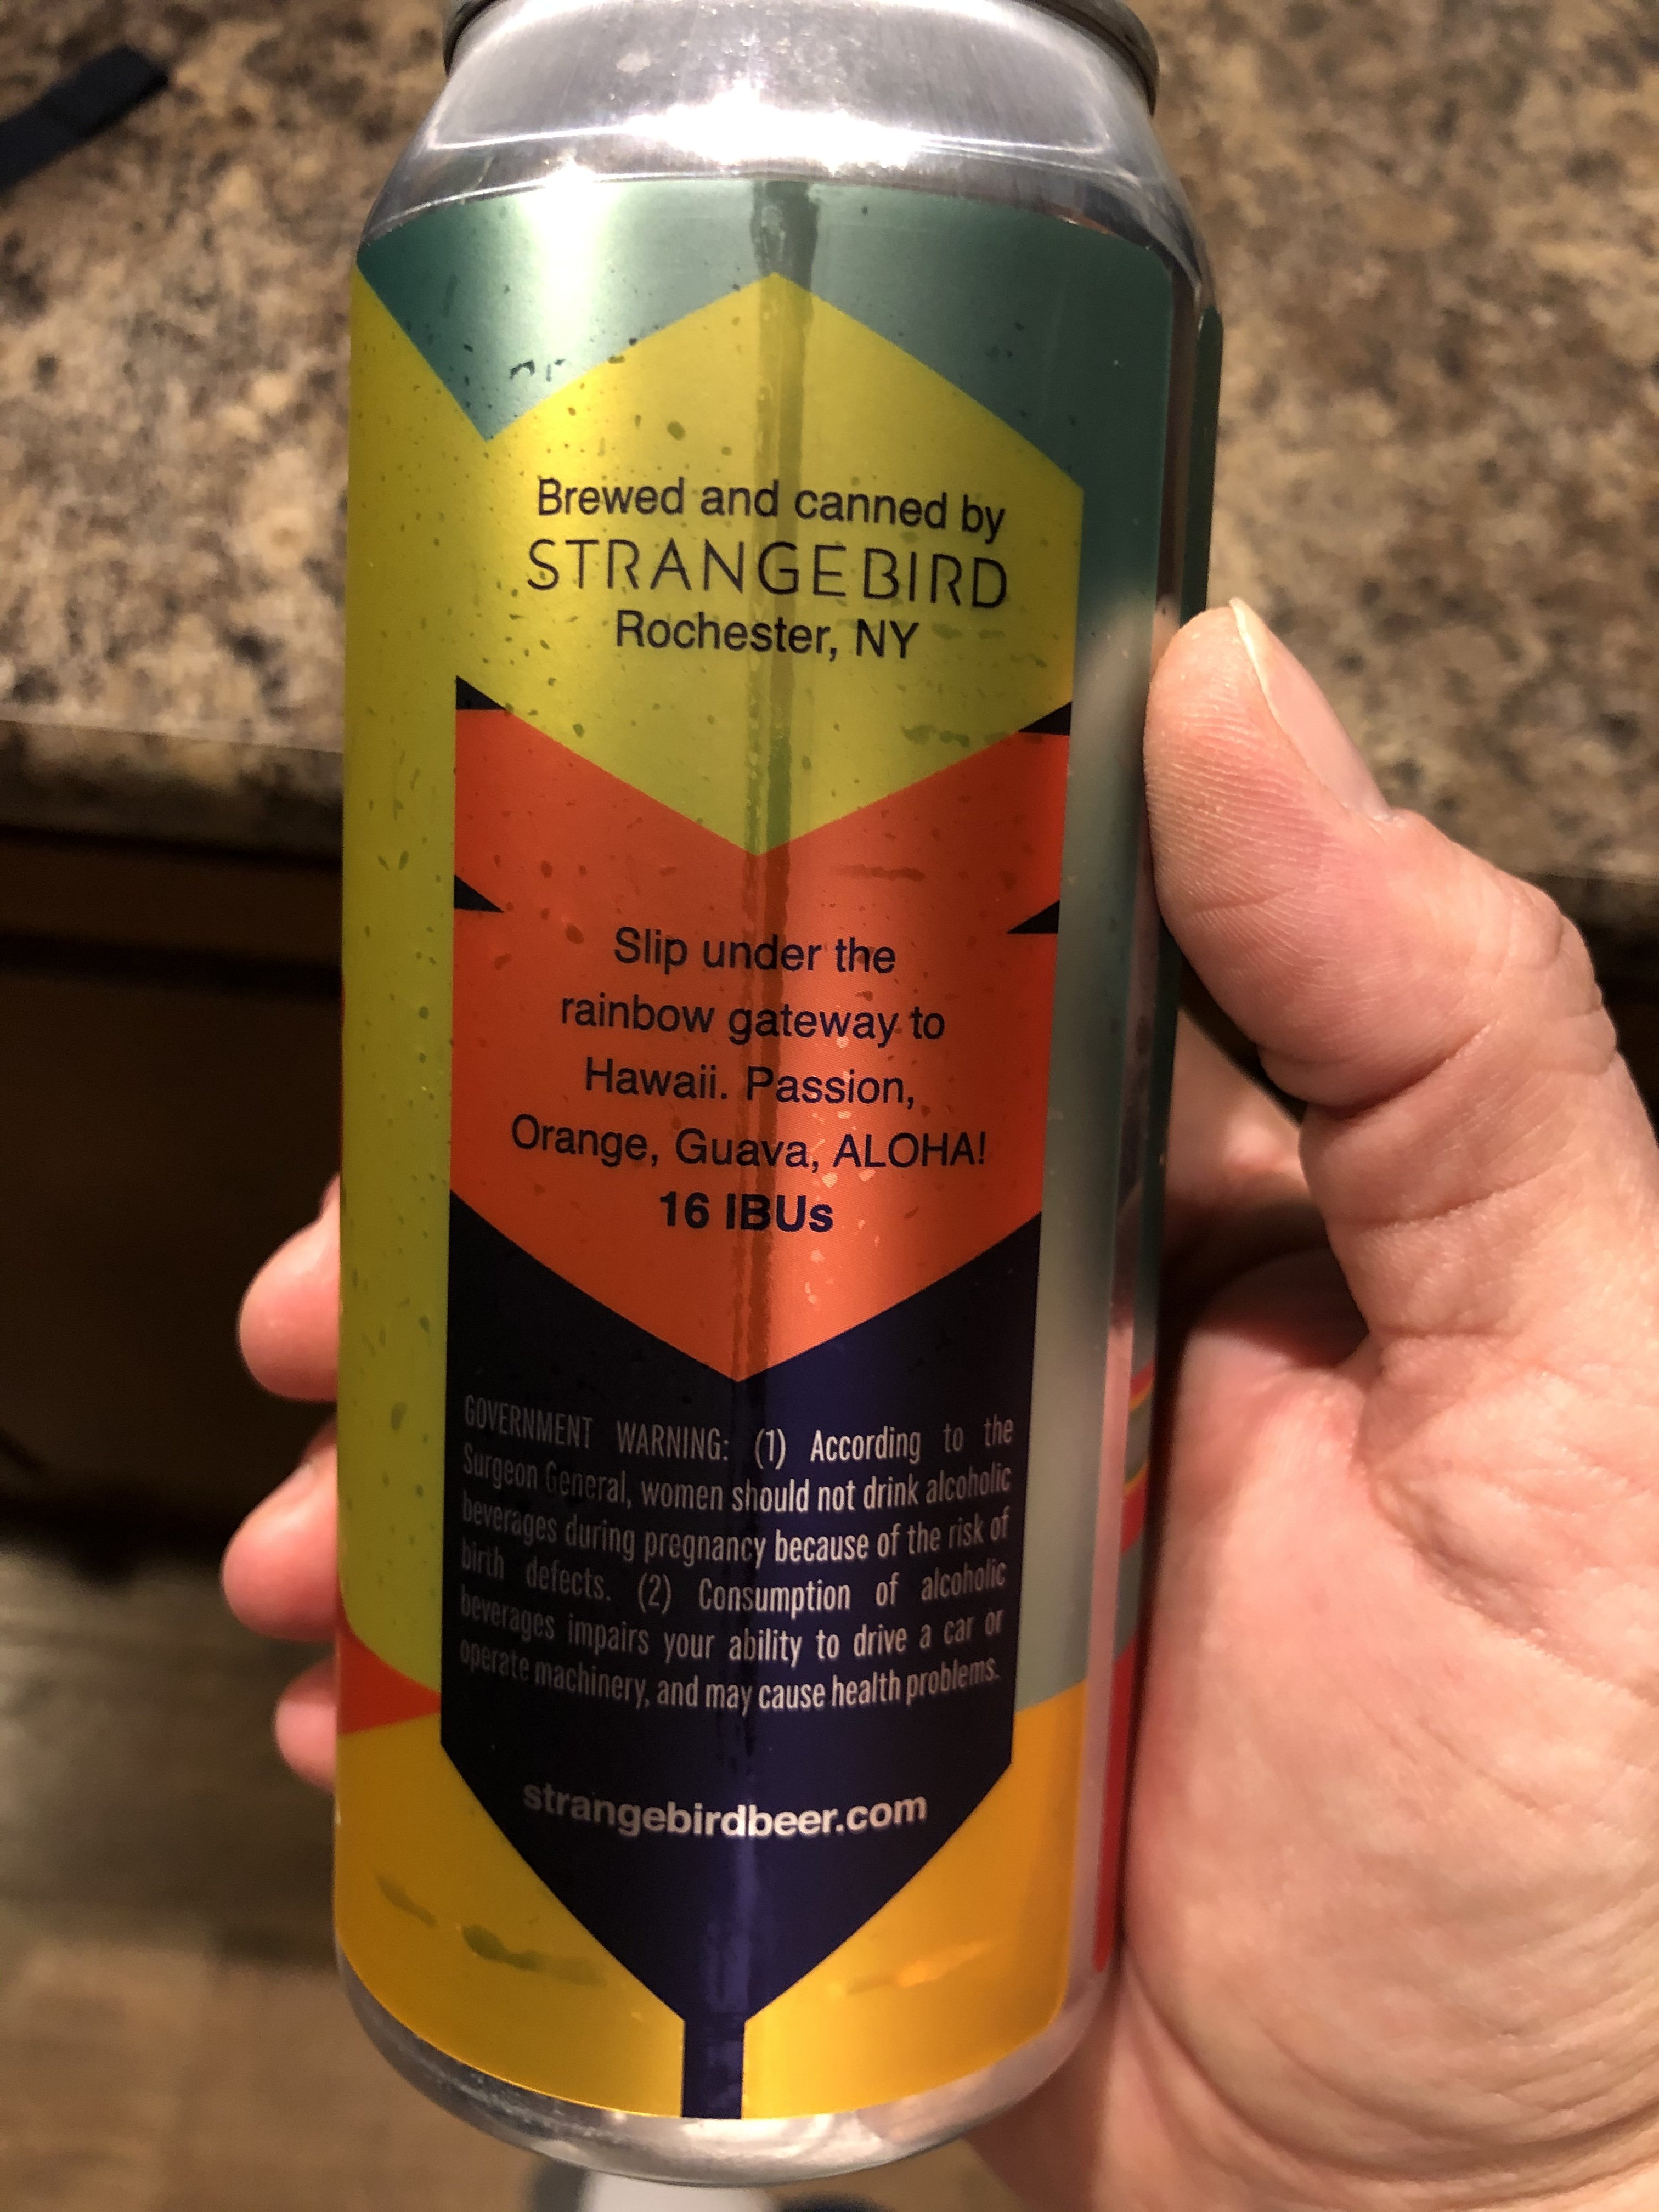 Brewed and canned by
STRANGEBIRD
Rochester, NY
Slip under the
rainbow gateway to
Hawaii. Passion,
Orange, Guava, ALOHA!
16 IBUs
GOVERNMENT WARNING: (1) According to the
Surgeon General, women should not drink alcoholic
beverages during pregnancy because of the risk of
birth defects. (2) Consumption of alcoholic
beverages impairs your ability to drive a car or
operate machinery, and may cause health problems.
strangebirdbeer.com